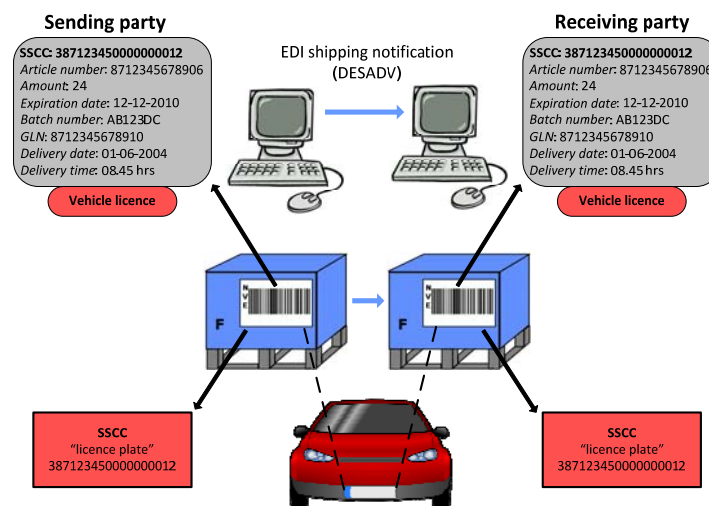 Sending party
SSCC: 387123450000000012
Article number: 8712345678906
Amount: 24
Expiration date: 12-12-2010
Batch number: AB123DC
GLN: 8712345678910
Delivery date: 01-06-2004
Delivery time: 08.45 hrs
Vehicle licence
EDI shipping notification
(DESADV)
Receiving party
SSCC: 387123450000000012
Article number: 8712345678906
Amount: 24
Expiration date: 12-12-2010
Batch number: AB123DC
GLN: 8712345678910
Delivery date: 01-06-2004
Delivery time: 08.45 hrs
Vehicle licence
NVE
F
NVE
F
SSCC
“licence plate”
387123450000000012
SSCC
“licence plate”
387123450000000012